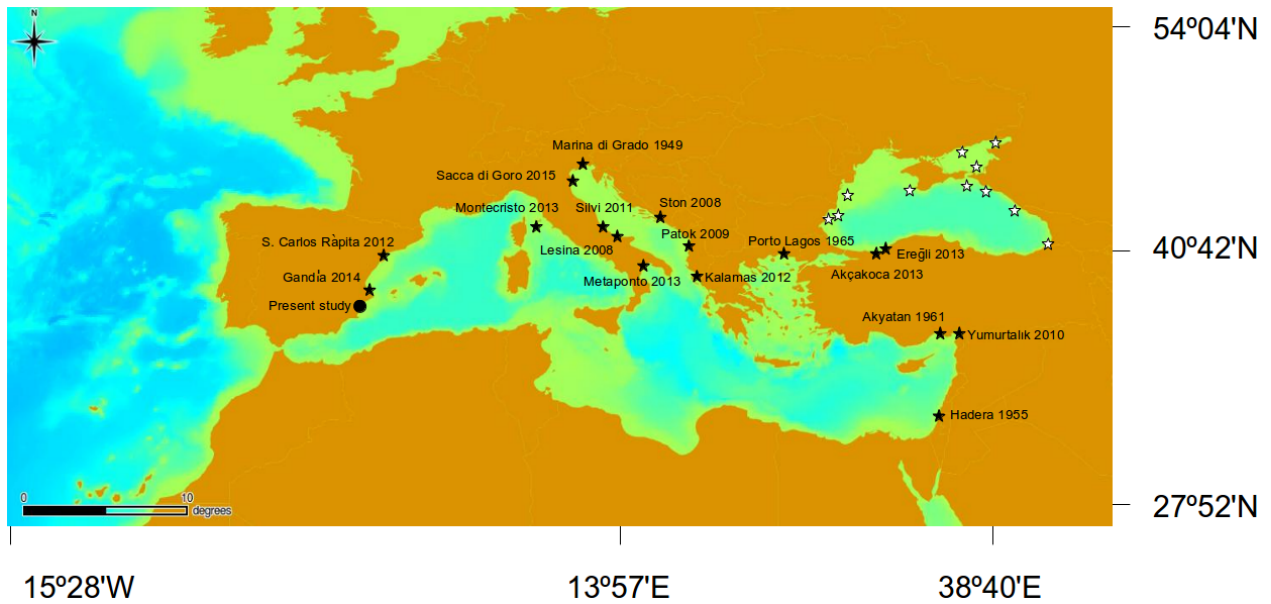 N
54º04'N
Marina di Grado 1949
Sacca di Goro 2015
Montecristo 2013
Silvi 2011
Ston 2008
S. Carlos Ràpita 2012
Lesina 2008
Patok 2009
Porto Lagos 1965
Ereğli 2013
40º42'N
Gandía 2014
Metaponto 2013
Kalamas 2012
Akçakoca 2013
Present study
Akyatan 1961
Yumurtalık 2010
Hadera 1955
0 10
degrees
27º52'N
15º28'W
13º57'E
38º40'E